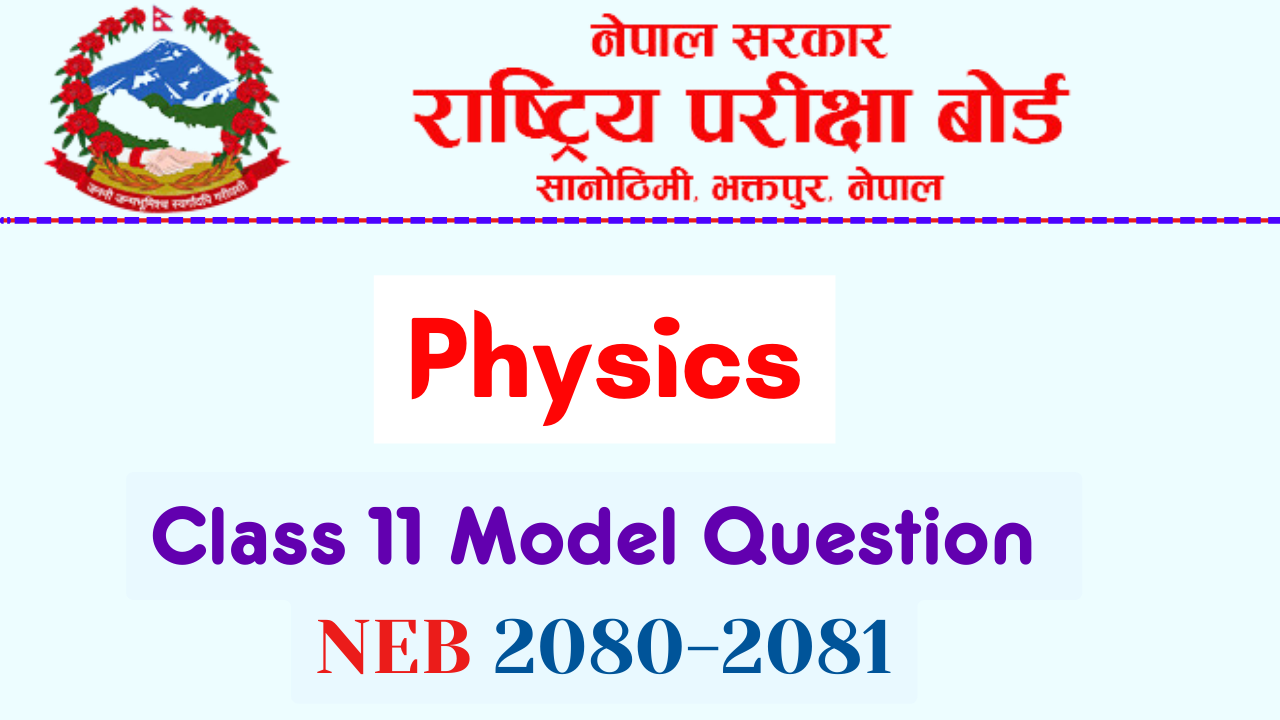 नेपाल सरकार
राष्ट्रिय परीक्षा बोर्ड
सानोठिमी, भक्तपुर, नेपाल
जननी जन्मभूमिश्च स्वर्गादपि गरीयसी
Physics
Class 11 Model Question
NEB 2080-2081